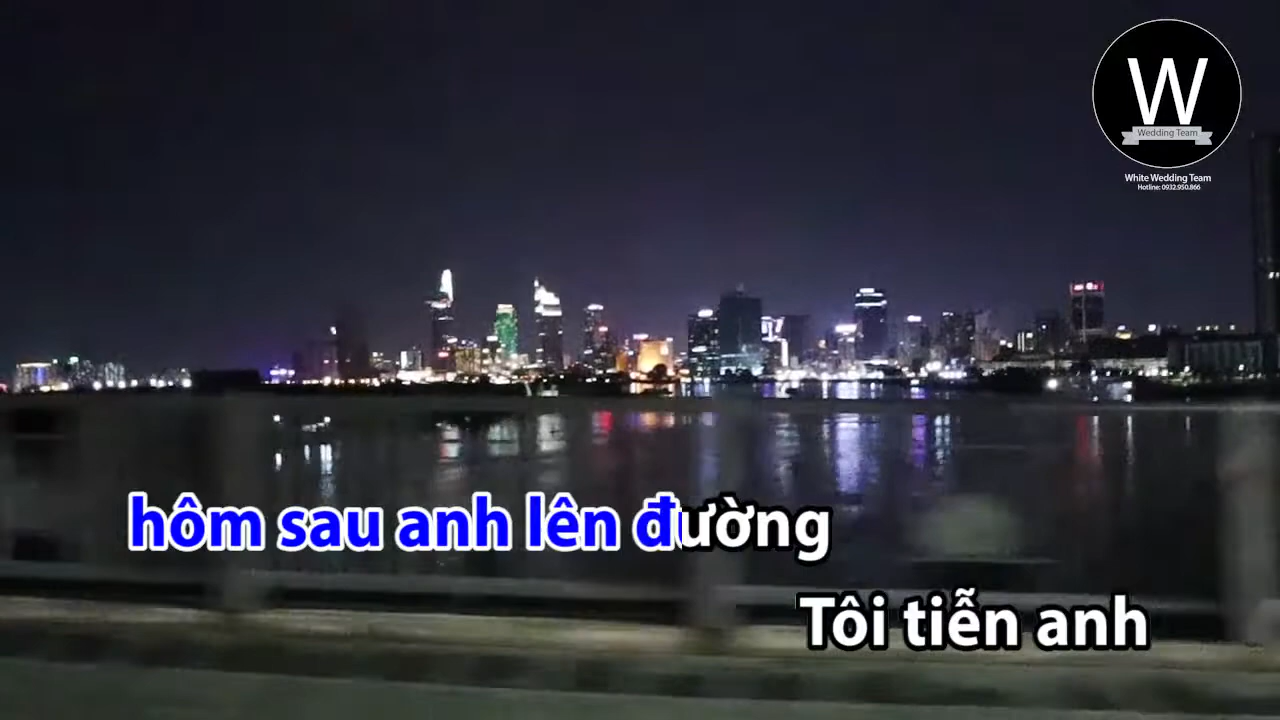 W
Wedding Team
White Wedding Team
Hotline: 0932.950.866
hôm sau anh lên đường
Tôi tiễn anh